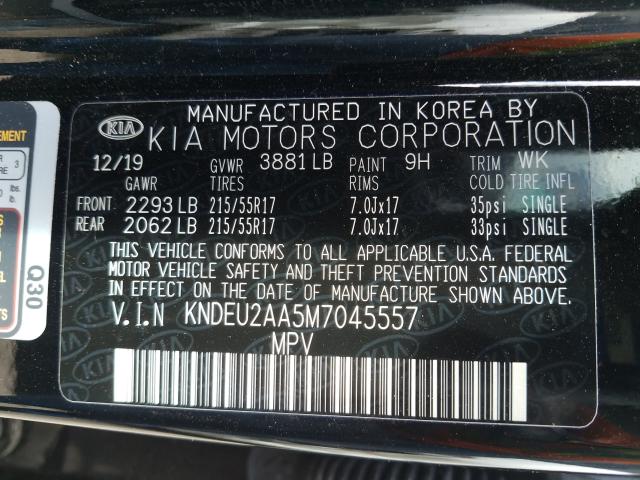 MANUFACTURED IN KOREA BY
KIA KIA MOTORS CORPORATION
12/19 GVWR 3881 LB PAINT 9H TRIM WK
GAWR TIRES RIMS COLD TIRE INFL
FRONT 2293 LB 215/55R17 7.0Jx17 35psi SINGLE
REAR 2062 LB 215/55R17 7.0Jx17 33psi SINGLE
THIS VEHICLE CONFORMS TO ALL APPLICABLE U.S.A. FEDERAL
MOTOR VEHICLE SAFETY AND THEFT PREVENTION STANDARDS
IN EFFECT ON THE DATE OF MANUFACTURE SHOWN ABOVE.
V.I.N KNDEU2AA5M7045557
MPV
Q30
3
lbs.